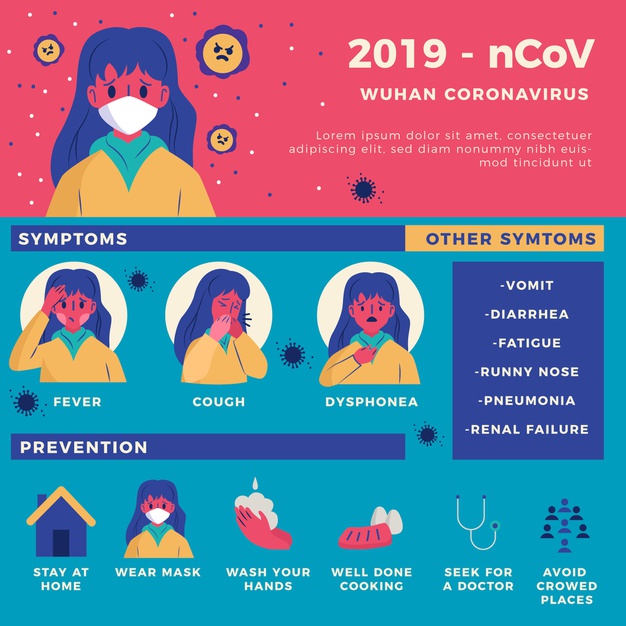 2019 - nCoV
WUHAN CORONAVIRUS
Lorem ipsum dolor sit amet, consectetuer
adipiscing elit, sed diam nonummy nibh euis-
mod tincidunt ut
SYMPTOMS
OTHER SYMTOMS
FEVER
COUGH
DYSPHONEA
-VOMIT
-DIARRHEA
-FATIGUE
-RUNNY NOSE
-PNEUMONIA
-RENAL FAILURE
PREVENTION
STAY AT
HOME
WEAR MASK
WASH YOUR
HANDS
WELL DONE
COOKING
SEEK FOR
A DOCTOR
AVOID
CROWED
PLACES